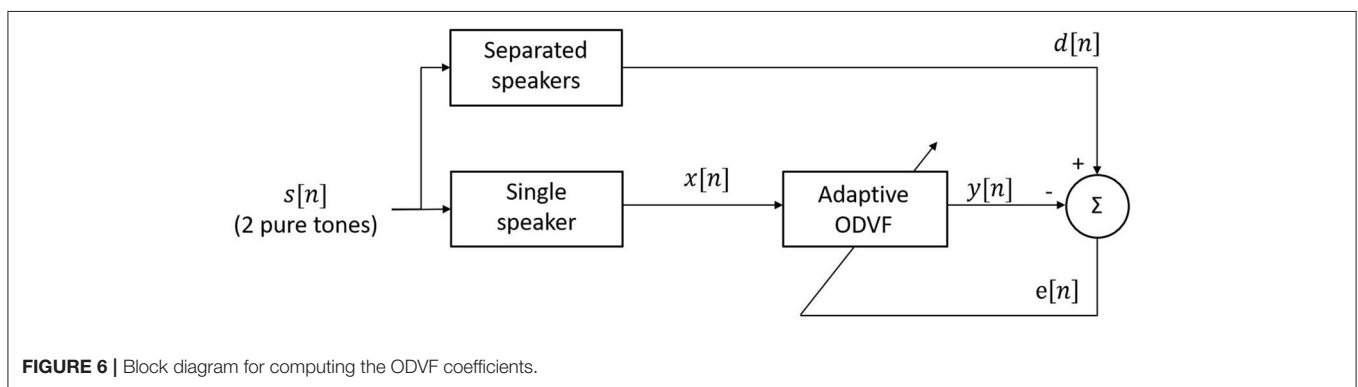 Separated
speakers
d[n]
s[n]
(2 pure tones)
Single
speaker
x[n]
Adaptive
ODVF
y[n]
+
-
Σ
e[n]
FIGURE 6 | Block diagram for computing the ODVF coefficients.